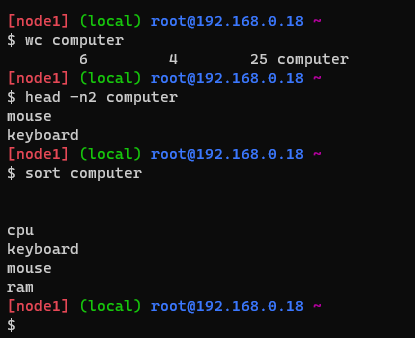 [node1] (local) root@192.168.0.18 ~
$ wc computer
        6         4        25 computer
[node1] (local) root@192.168.0.18 ~
$ head -n2 computer
mouse
keyboard
[node1] (local) root@192.168.0.18 ~
$ sort computer
cpu
keyboard
mouse
ram
[node1] (local) root@192.168.0.18 ~
$